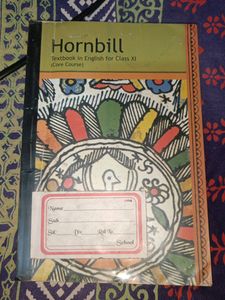 Hornbill
Textbook in English for Class XI
(Core Course)
Name
Sub
Std. Div. Roll No.
School